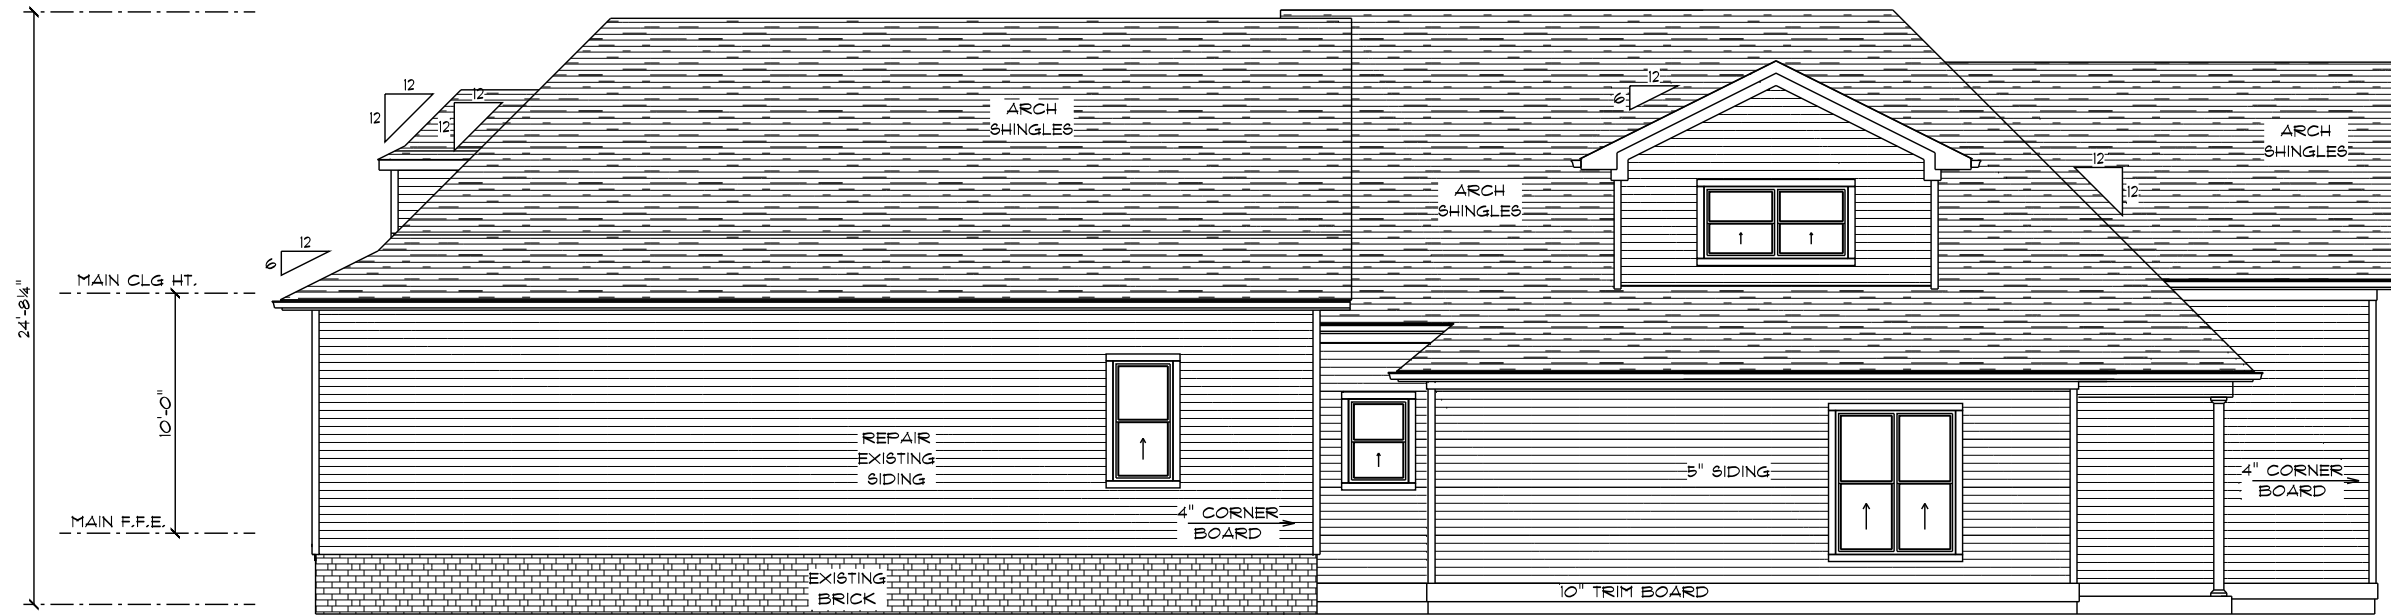 12
12
12
12
ARCH
SHINGLES
12
6
ARCH
SHINGLES
12
12
ARCH
SHINGLES
12
6
MAIN CLG HT.
24'-8¼"
10'-0"
MAIN F.F.E.
REPAIR
EXISTING
SIDING
4" CORNER
BOARD
5" SIDING
4" CORNER
BOARD
EXISTING
BRICK
10" TRIM BOARD